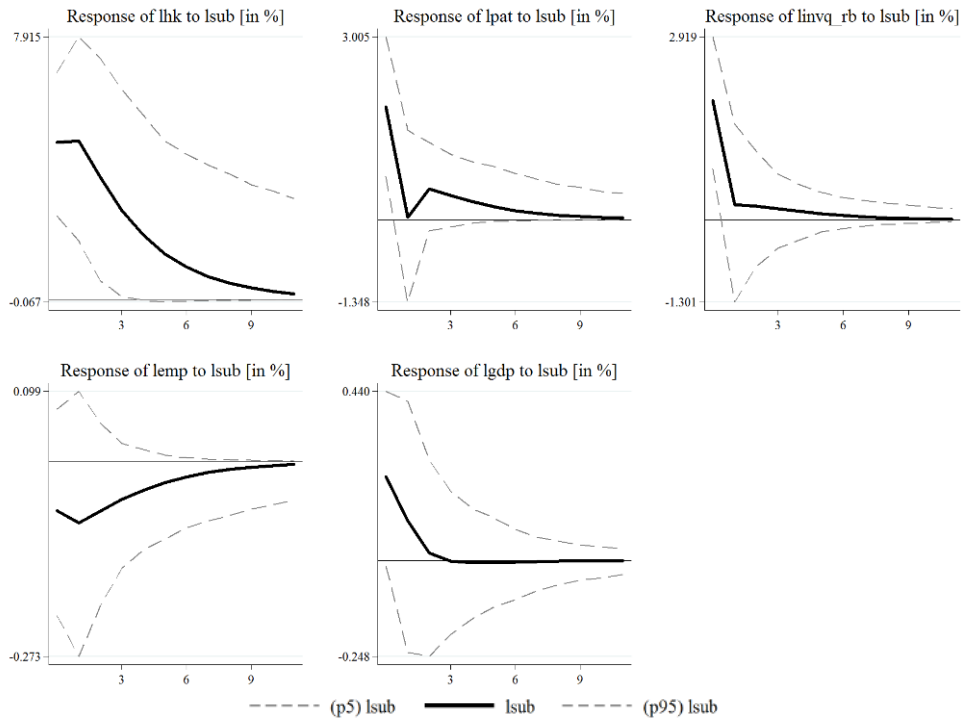 Response of lhk to lsub [in %]
7.915
-0.067
3 6 9
Response of lpat to lsub [in %]
3.005
-1.348
3 6 9
Response of linvq_rb to lsub [in %]
2.919
-1.301
3 6 9
Response of lemp to lsub [in %]
0.099
-0.273
3 6 9
Response of lgdp to lsub [in %]
0.440
-0.248
3 6 9
(p5) lsub lsub (p95) lsub